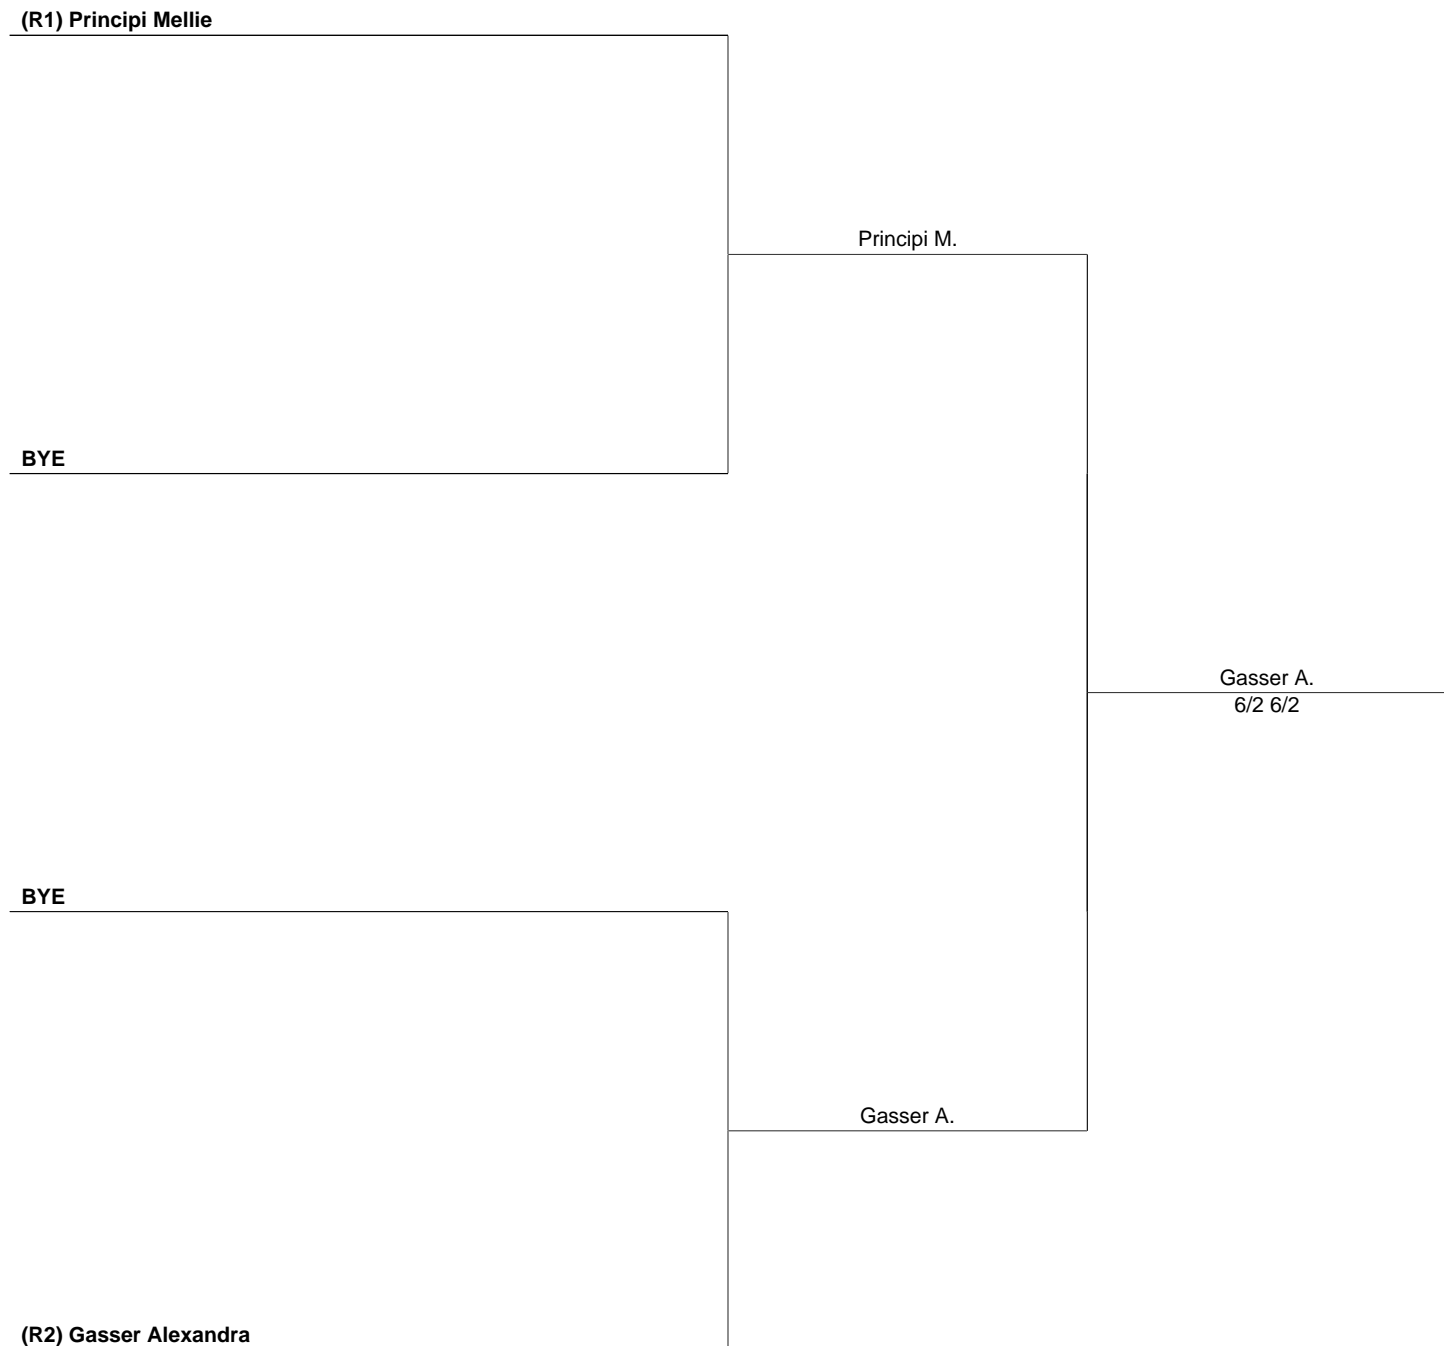 (R1) Principi Mellie
Principi M.
BYE
Gasser A.
6/2 6/2
BYE
Gasser A.
(R2) Gasser Alexandra